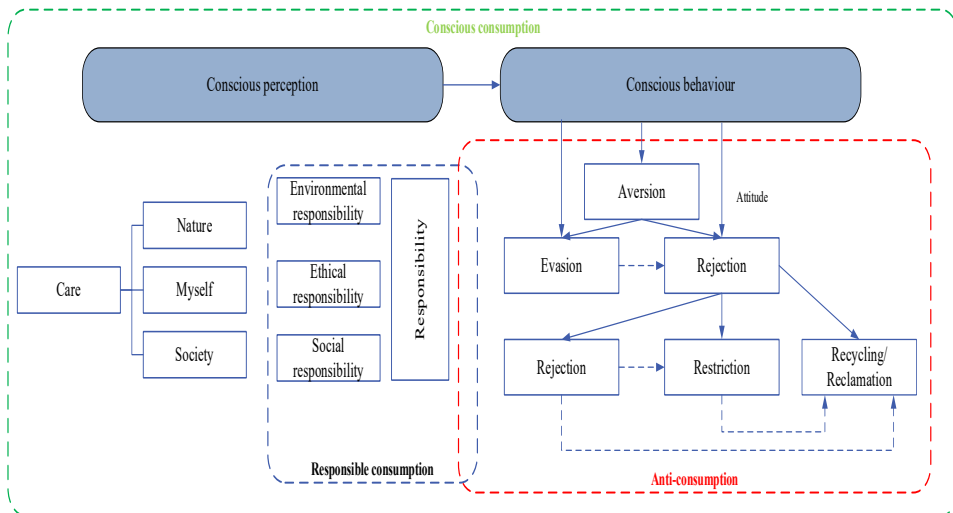 Conscious consumption
Conscious perception
Conscious behaviour
Aversion
Attitude
Environmental
responsibility
Responsibility
Nature
Evasion
Rejection
Care
Myself
Ethical
responsibility
Society
Social
responsibility
Rejection
Restriction
Recycling/
Reclamation
Responsible consumption
Anti-consumption